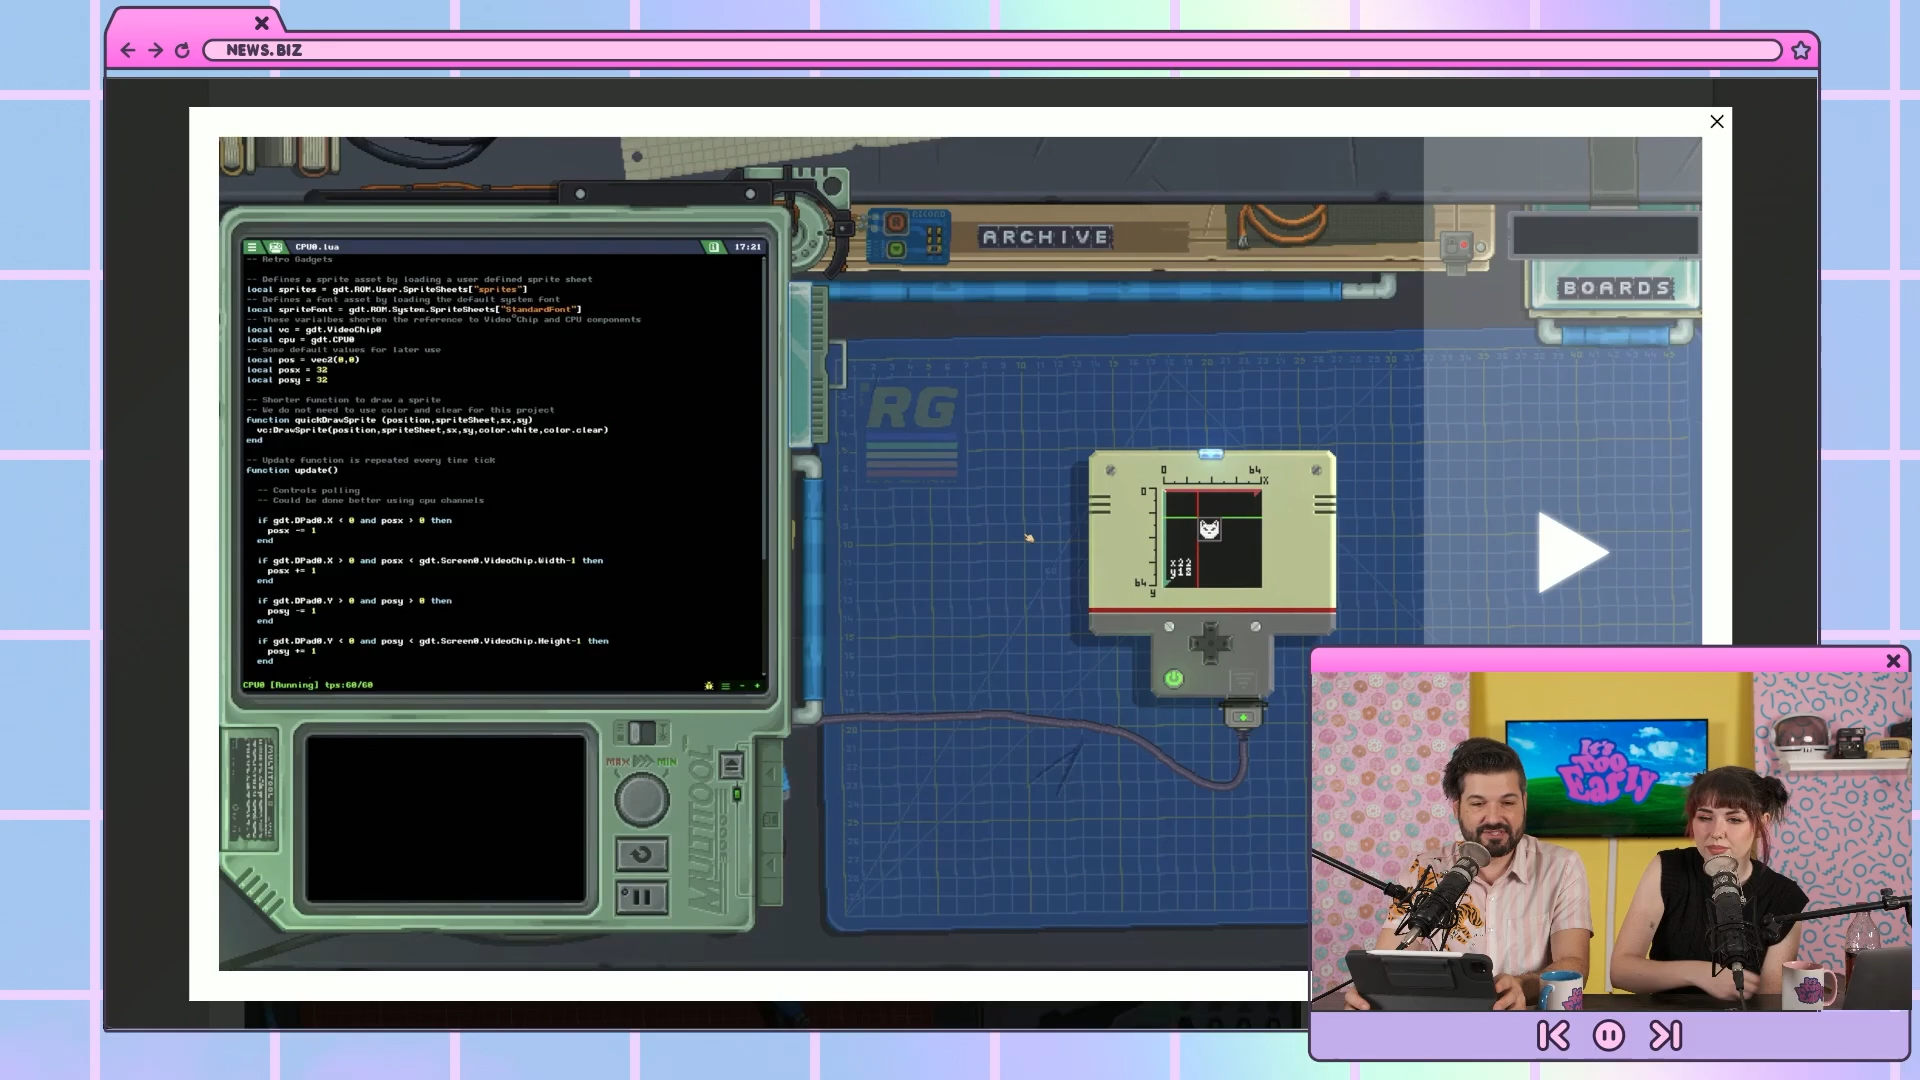 NEWS.BIZ
ARCHIVE
RECORD
BOARDS
CPU0.lua
17:21
-- Retro Gadgets
-- Defines a sprite asset by loading a user defined sprite sheet
local sprites = gdt.ROM.User.SpriteSheets["sprites"]
-- Defines a font asset by loading the default system font
local spriteFont = gdt.ROM.System.SpriteSheets["StandardFont"]
-- These varialbes shorten the reference to Video Chip and CPU components
local vc = gdt.VideoChip0
local cpu = gdt.CPU0
-- Some default values for later use
local pos = vec2(0,0)
local posx = 32
local posy = 32
-- Shorter function to draw a sprite
-- We do not need to use color and clear for this project
function quickDrawSprite (position,spriteSheet,sx,sy)
vc:DrawSprite(position,spriteSheet,sx,sy,color.white,color.clear)
end
-- Update function is repeated every time tick
function update()
-- Controls polling
-- Could be done better using cpu channels
if gdt.DPad0.X < 0 and posx > 0 then
posx -= 1
end
if gdt.DPad0.X > 0 and posx < gdt.Screen0.VideoChip.Width-1 then
posx += 1
end
if gdt.DPad0.Y > 0 and posy > 0 then
posy -= 1
end
if gdt.DPad0.Y < 0 and posy < gdt.Screen0.VideoChip.Height-1 then
posy += 1
end
CPU0 [Running] tps:60/60
RG
0 64
X
0
64
y
MAX MIN
MULTITOOL
It's
Too
Early